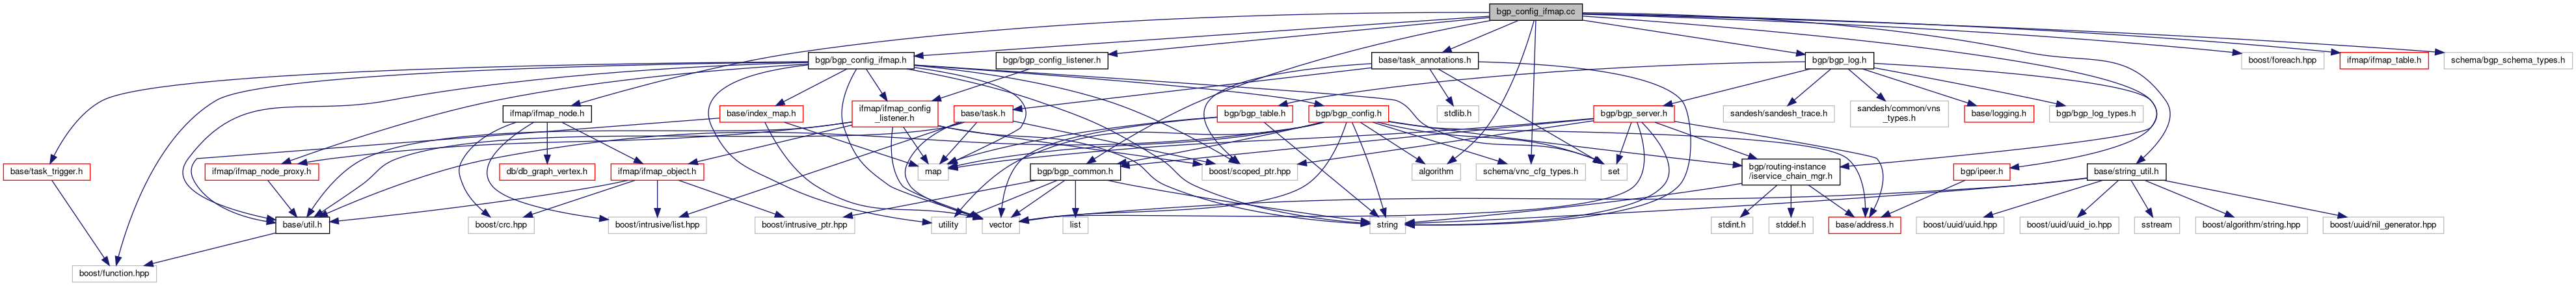 bgp_config_ifmap.cc
bgp/bgp_config_ifmap.h
bgp/bgp_config_listener.h
base/task_annotations.h
bgp/bgp_log.h
boost/foreach.hpp
ifmap/ifmap_table.h
schema/bgp_schema_types.h
ifmap/ifmap_node.h
base/index_map.h
ifmap/ifmap_config
_listener.h
base/task.h
stdlib.h
bgp/bgp_table.h
bgp/bgp_config.h
bgp/bgp_server.h
sandesh/sandesh_trace.h
sandesh/common/vns
_types.h
base/logging.h
bgp/bgp_log_types.h
base/task_trigger.h
ifmap/ifmap_node_proxy.h
db/db_graph_vertex.h
ifmap/ifmap_object.h
map
bgp/bgp_common.h
boost/scoped_ptr.hpp
algorithm
schema/vnc_cfg_types.h
set
bgp/routing-instance
/iservice_chain_mgr.h
bgp/ipeer.h
base/string_util.h
base/util.h
boost/crc.hpp
boost/intrusive/list.hpp
boost/intrusive_ptr.hpp
utility
vector
list
string
stdint.h
stddef.h
base/address.h
boost/uuid/uuid.hpp
boost/uuid/uuid_io.hpp
sstream
boost/algorithm/string.hpp
boost/uuid/nil_generator.hpp
boost/function.hpp